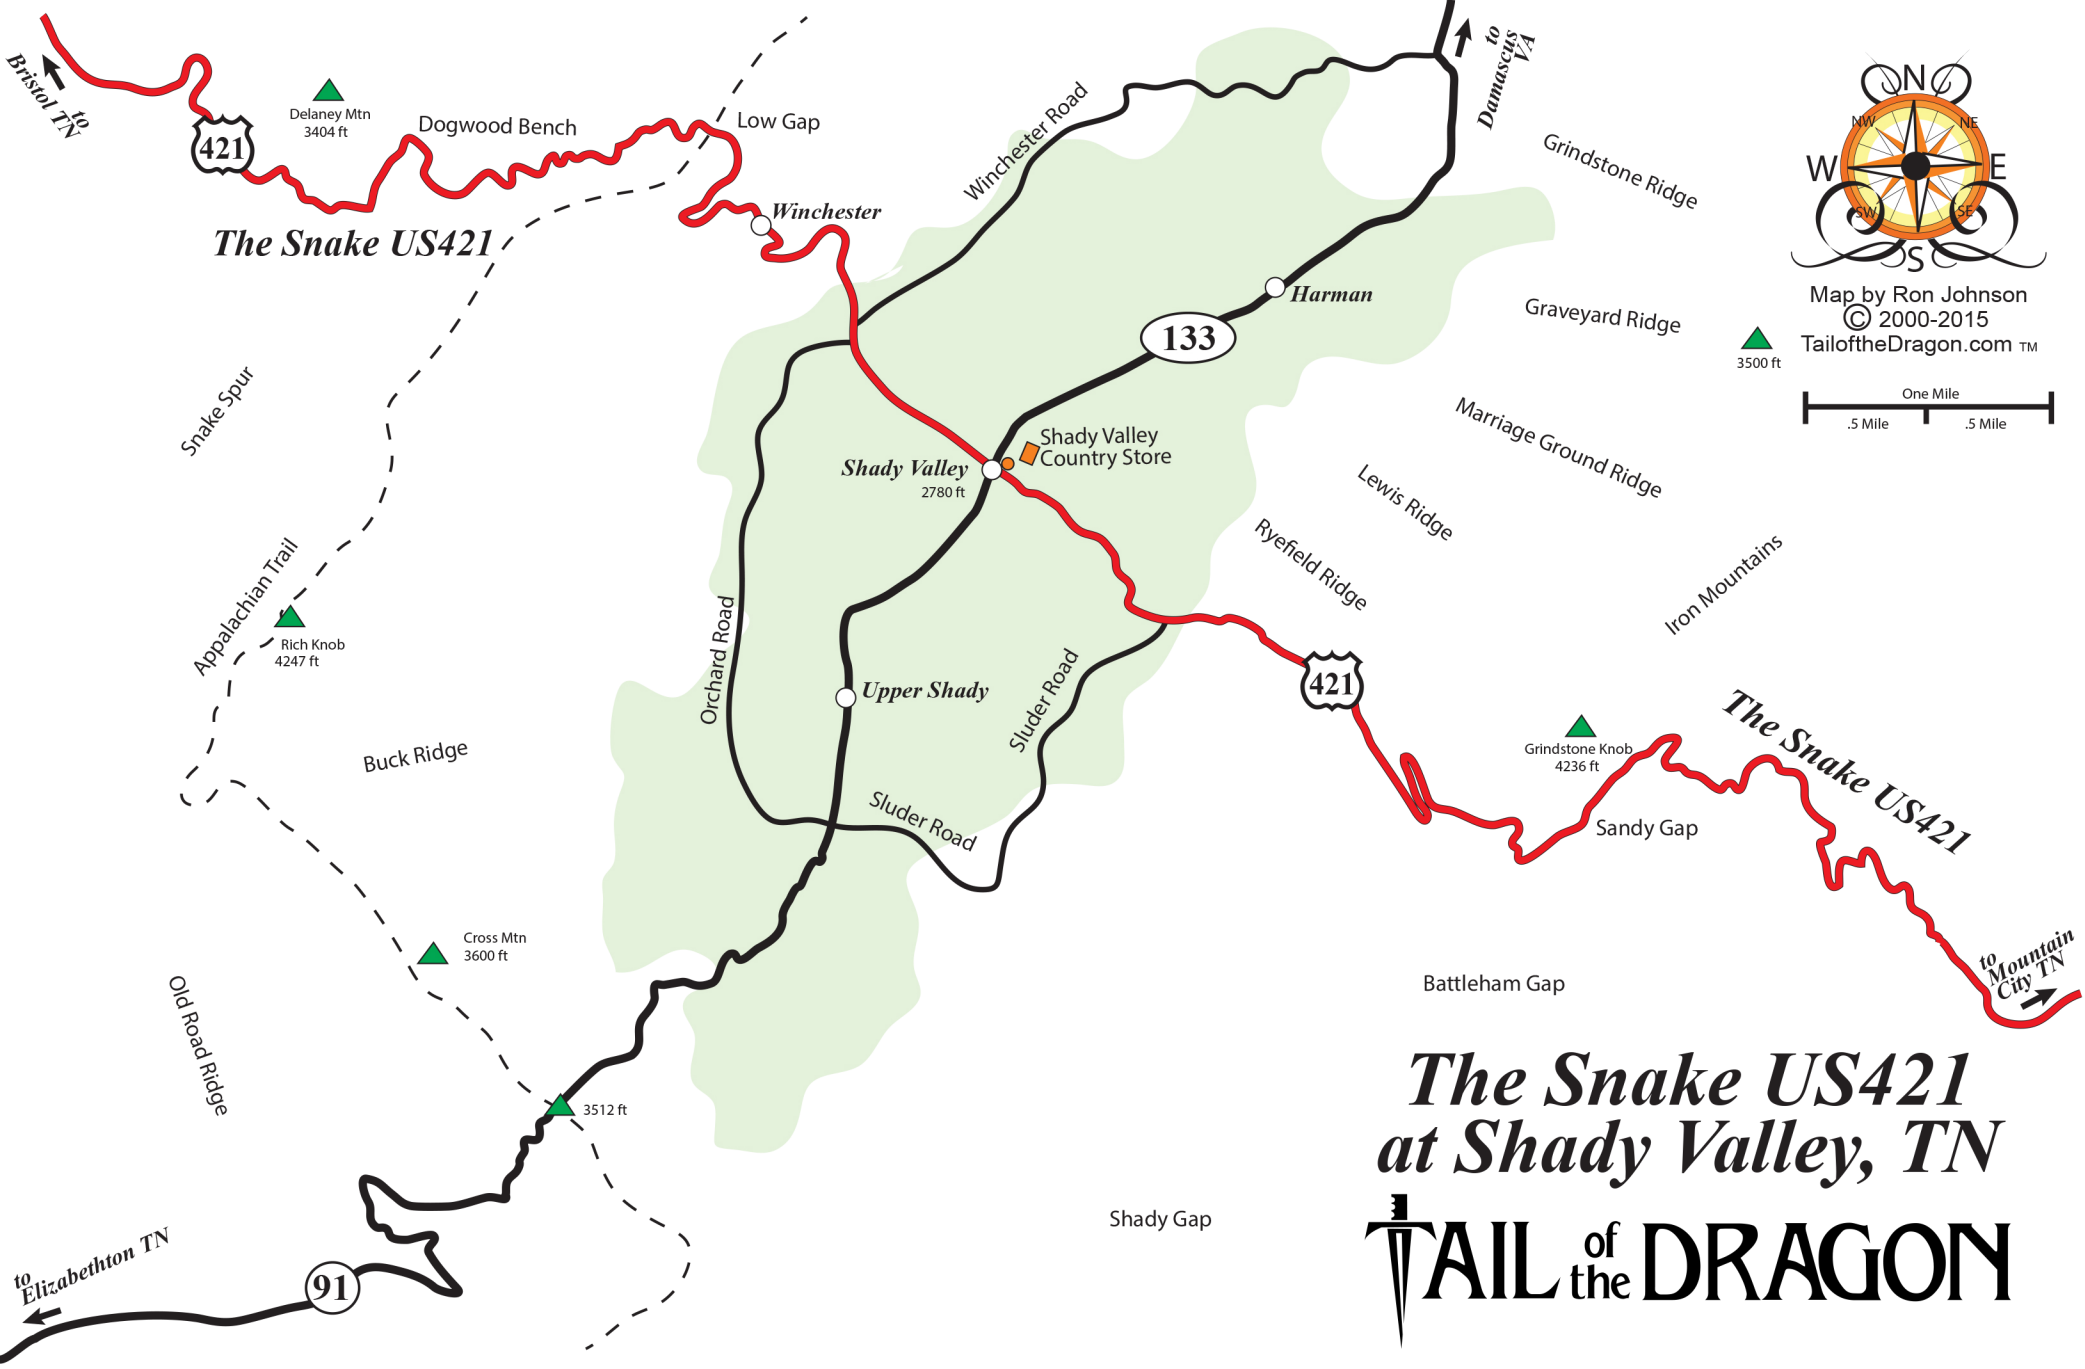 to
Bristol TN
421
Delaney Mtn
3404 ft
Dogwood Bench
Low Gap
The Snake US421
Winchester
Winchester Road
to
Damascus
VA
Grindstone Ridge
N
NW
NE
W
E
SW
SE
S
Map by Ron Johnson
© 2000-2015
TailoftheDragon.com TM
One Mile
.5 Mile
.5 Mile
Harman
133
Graveyard Ridge
3500 ft
Snake Spur
Marriage Ground Ridge
Shady Valley
Country Store
Shady Valley
2780 ft
Lewis Ridge
Ryefield Ridge
Iron Mountains
Appalachian Trail
Rich Knob
4247 ft
Orchard Road
Upper Shady
Sluder Road
421
Buck Ridge
Grindstone Knob
4236 ft
The Snake US421
Sluder Road
Sandy Gap
Cross Mtn
3600 ft
Old Road Ridge
Battleham Gap
to
Mountain
City TN
3512 ft
The Snake US421
at Shady Valley, TN
Shady Gap
to
Elizabethton TN
91
TAIL of the DRAGON